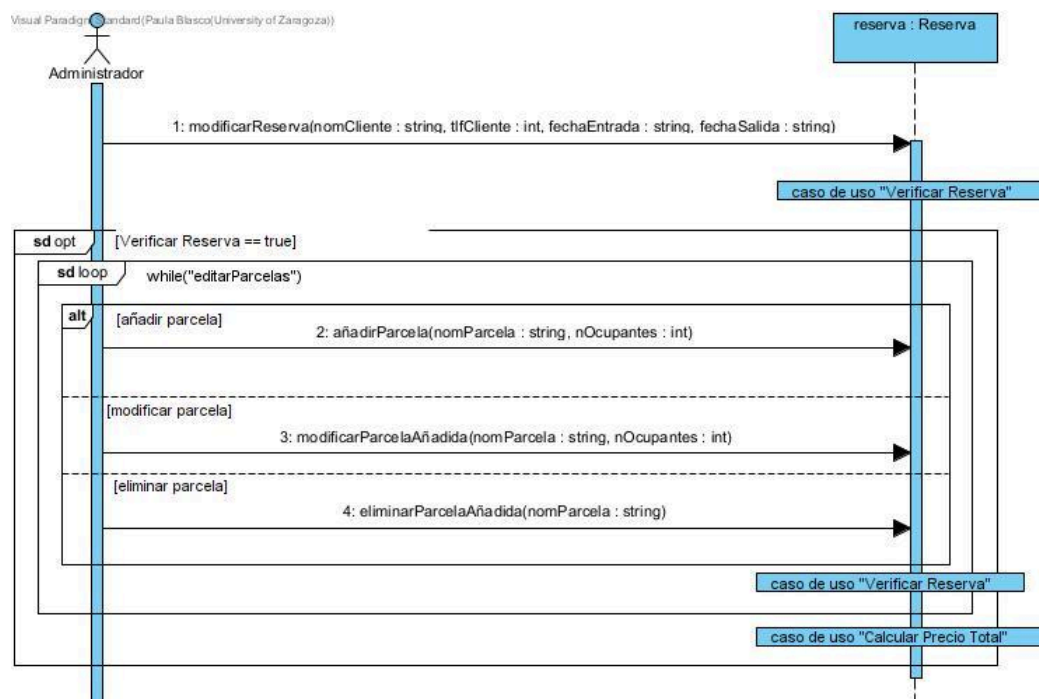 Visual Paradigm Standard(Paula Blasco(University of Zaragoza))
reserva : Reserva
Administrador
1: modificarReserva(nomCliente : string, tlfCliente : int, fechaEntrada : string, fechaSalida : string)
caso de uso "Verificar Reserva"
sd opt [Verificar Reserva == true]
sd loop while("editarParcelas")
alt [añadir parcela]
2: añadirParcela(nomParcela : string, nOcupantes : int)
[modificar parcela]
3: modificarParcelaAñadida(nomParcela : string, nOcupantes : int)
[eliminar parcela]
4: eliminarParcelaAñadida(nomParcela : string)
caso de uso "Verificar Reserva"
caso de uso "Calcular Precio Total"